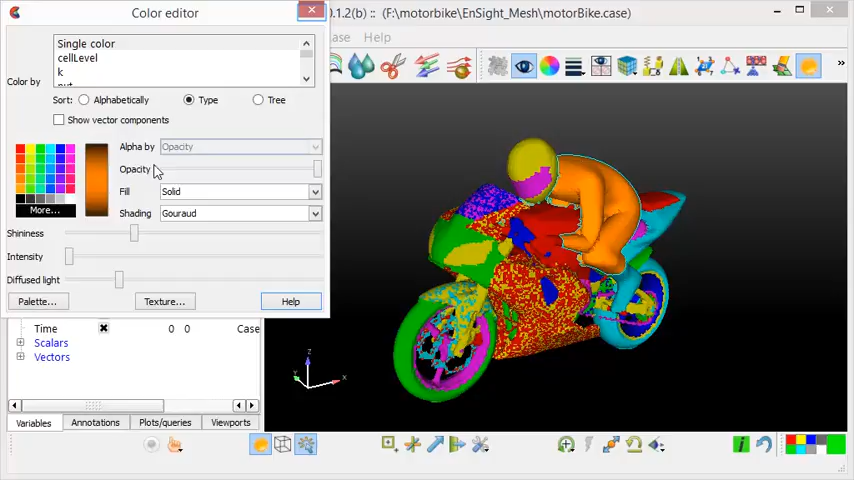 Color editor
0.1.2(b) :: (F:\motorbike\EnSight_Mesh\motorBike.case)
ase Help
Color by
Single color
cellLevel
k
nut
Sort: Alphabetically Type Tree
Show vector components
Alpha by Opacity
Opacity
Fill Solid
Shading Gouraud
More...
Shininess
Intensity
Diffused light
Palette... Texture... Help
Time 0 0 Case
Scalars
Vectors
Variables Annotations Plots/queries Viewports
Z
Y X